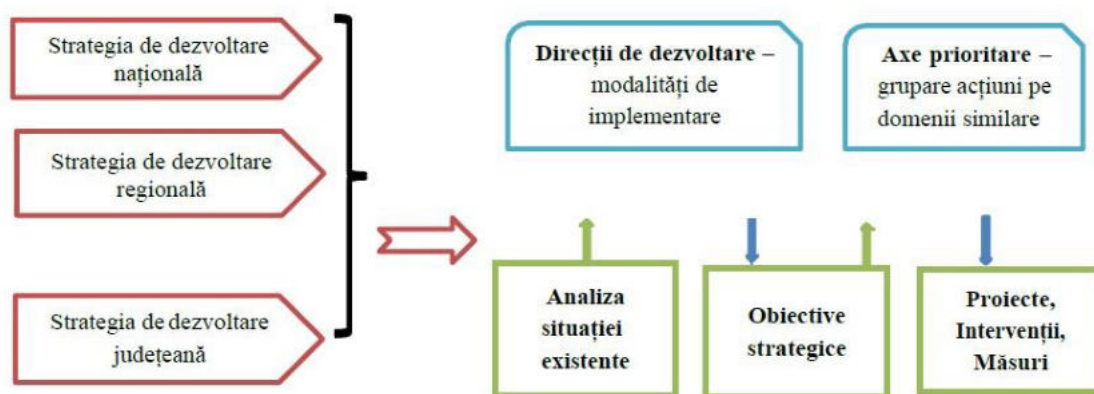 Strategia de dezvoltare
națională
Strategia de dezvoltare
regională
Strategia de dezvoltare
județeană
Direcții de dezvoltare –
modalități de
implementare
Axe prioritare –
grupare acțiuni pe
domenii similare
Analiza
situației
existente
Obiective
strategice
Proiecte,
Intervenții,
Măsuri